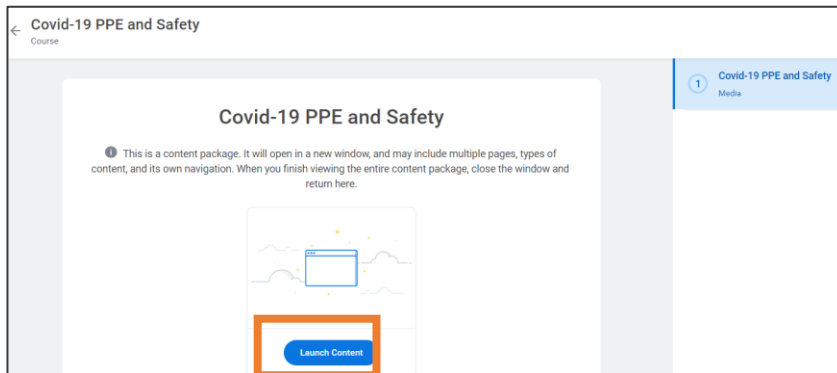 Covid-19 PPE and Safety
Course
Covid-19 PPE and Safety
This is a content package. It will open in a new window, and may include multiple pages, types of
content, and its own navigation. When you finish viewing the entire content package, close the window and
return here.
Launch Content
1
Covid-19 PPE and Safety
Media